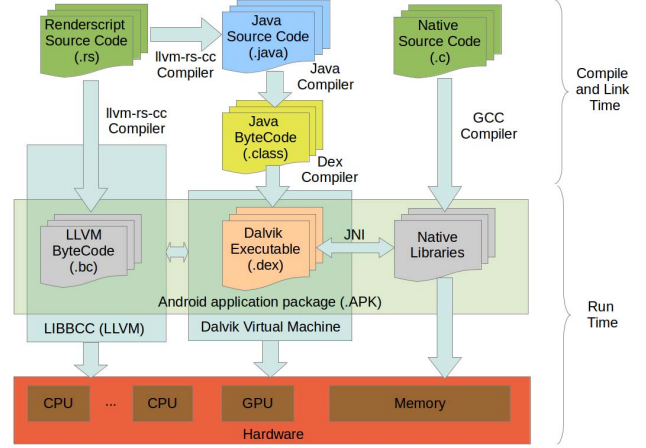 Renderscript
Source Code
(.rs)
llvm-rs-cc
Compiler
Java
Source Code
(.java)
Native
Source Code
(.c)
Java
Compiler
Compile
and Link
Time
llvm-rs-cc
Compiler
Java
ByteCode
(.class)
GCC
Compiler
Dex
Compiler
LLVM
ByteCode
(.bc)
Dalvik
Executable
(.dex)
JNI
Native
Libraries
Android application package (.APK)
LIBBCC (LLVM)
Dalvik Virtual Machine
Run
Time
CPU
...
CPU
GPU
Memory
Hardware